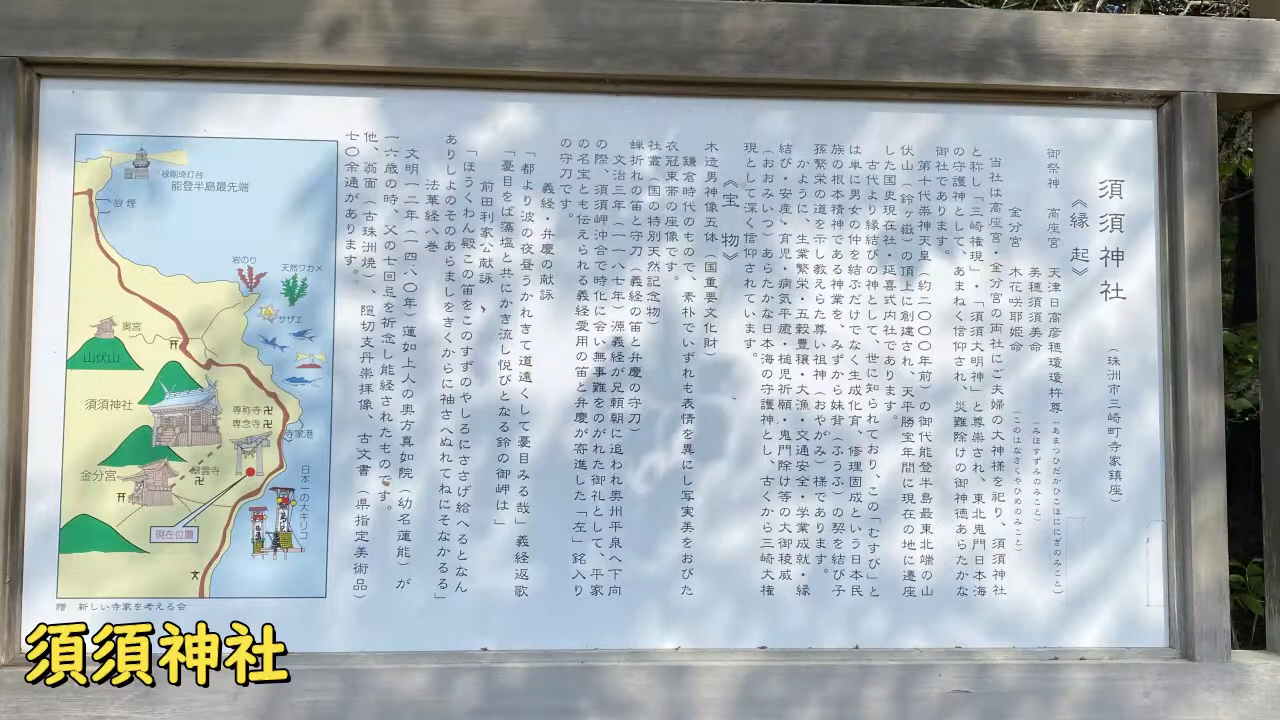 須須神社
(珠洲市三崎町寺家鎮座)
《縁 起》
御祭神 高座宮 天津日高彦穂瓊瓊杵尊(あまつひだかひこほににぎのみこと)
美穂須須美命(みほすすみのみこと)
金分宮 木花咲耶姫命(このはなさくやひめのみこと)
当社は高座宮・金分宮の両社にご夫婦の大神様を祀り、須須神社
と称し「三崎権現」・「須須大明神」と尊崇され、東北鬼門日本海
の守護神として、あまねく信仰され、災難除けの御神徳あらたかな
御社であります。
第十代崇神天皇(約二〇〇〇年前)の御代能登半島最東北端の山
伏山(鈴ヶ嶽)の頂上に創建され、天平勝宝年間に現在の地に遷座
した国史現在社・延喜式内社であります。
古代より縁結びの神として、世に知られており、この「むすび」と
は単に男女の仲を結ぶだけでなく生成化育、修理固成という日本民
族の根本精神である神業を、みずから妹背(ふうふ)の契を結び子
孫繁栄の道を示し教えらた尊い祖神(おやがみ)様であります。
かように、生業繁栄・五穀豊穣・大漁・交通安全・学業成就・縁
結び・安産・育児・病気平癒・槌児祈願・鬼門除け等の大御稜威
(おおみいつ)あらたかな日本海の守護神とし、古くから三崎大権
現として深く信仰されています。
《宝 物》
木造男神像五体(国重要文化財)
鎌倉時代のもので、素朴でいずれも表情を異にし写実美をおびた
衣冠束帯の座像です。
社叢(国の特別天然記念物)
蝉折れの笛と守刀(義経の笛と弁慶の守刀)
文治三年(一一八七年)源義経が兄頼朝に追われ奥州平泉へ下向
の際、須須岬沖合で時化に会い無事難をのがれた御礼として、平家
の名宝とも伝えられる義経愛用の笛と弁慶が寄進した「左」銘入り
の守刀です。
義経・弁慶の献詠
「都より波の夜昼うかれきて道遠くして憂目みる哉」義経返歌
「憂目をば藻塩と共にかき流し悦びとなる鈴の御岬は」
前田利家公献詠
「ほうくわん殿この笛をこのすずのやしろにささげ給へるとなん
ありしよのそのあらましをきくからに袖さへぬれてねにそなかるる」
法華経八巻
文明一二年(一四八〇年)蓮如上人の奥方真如院(幼名蓮能)が
一六歳の時、父の七回忌を祈念し能経されたものです。
他、翁面(古珠洲焼)、隠切支丹崇拝像、古文書(県指定美術品)
七〇余通があります。
禄剛埼灯台
能登半島最先端
狼煙
岩のり
天然ワカメ
サザエ
奥宮
山伏山
須須神社
専称寺卍
専念寺卍
寺家港
金分宮
翠雲寺
卍
日本一の大キリコ
現在位置
文
贈 新しい寺家を考える会
須須神社